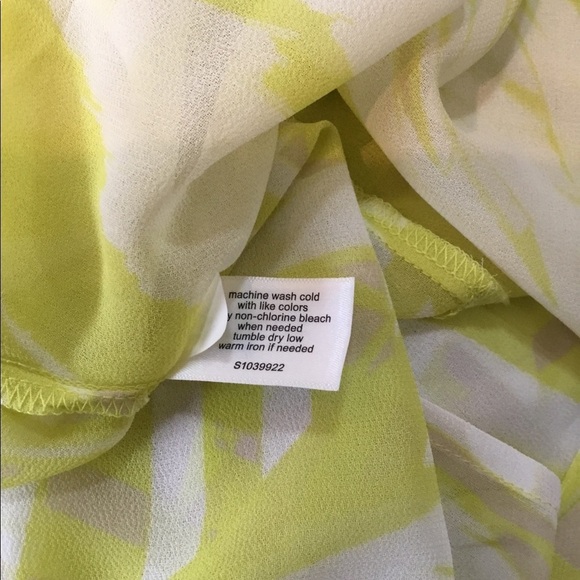 machine wash cold
with like colors
non-chlorine bleach
when needed
tumble dry low
warm iron if needed
S1039922